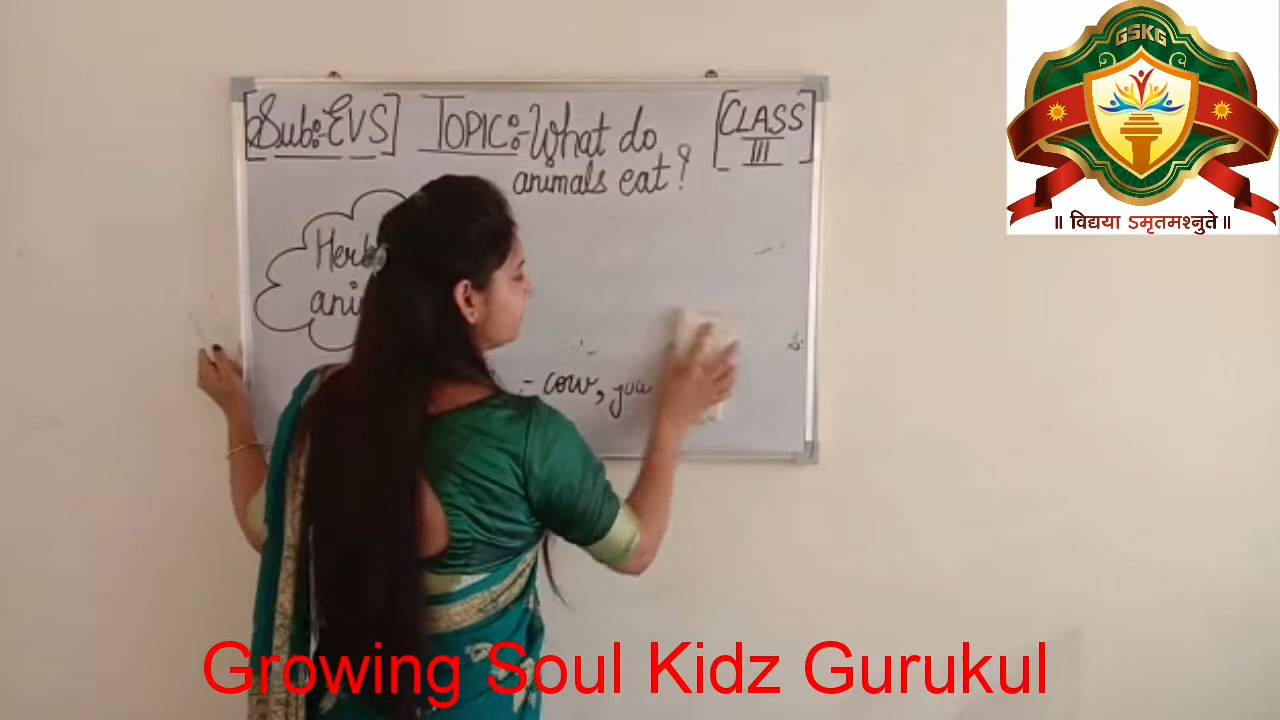 Sub:- EVS
TOPIC:- What do
animals eat?
CLASS
III
- cow,
GSKG
॥ विद्यया ऽमृतमश्नुते ॥
Growing Soul Kidz Gurukul